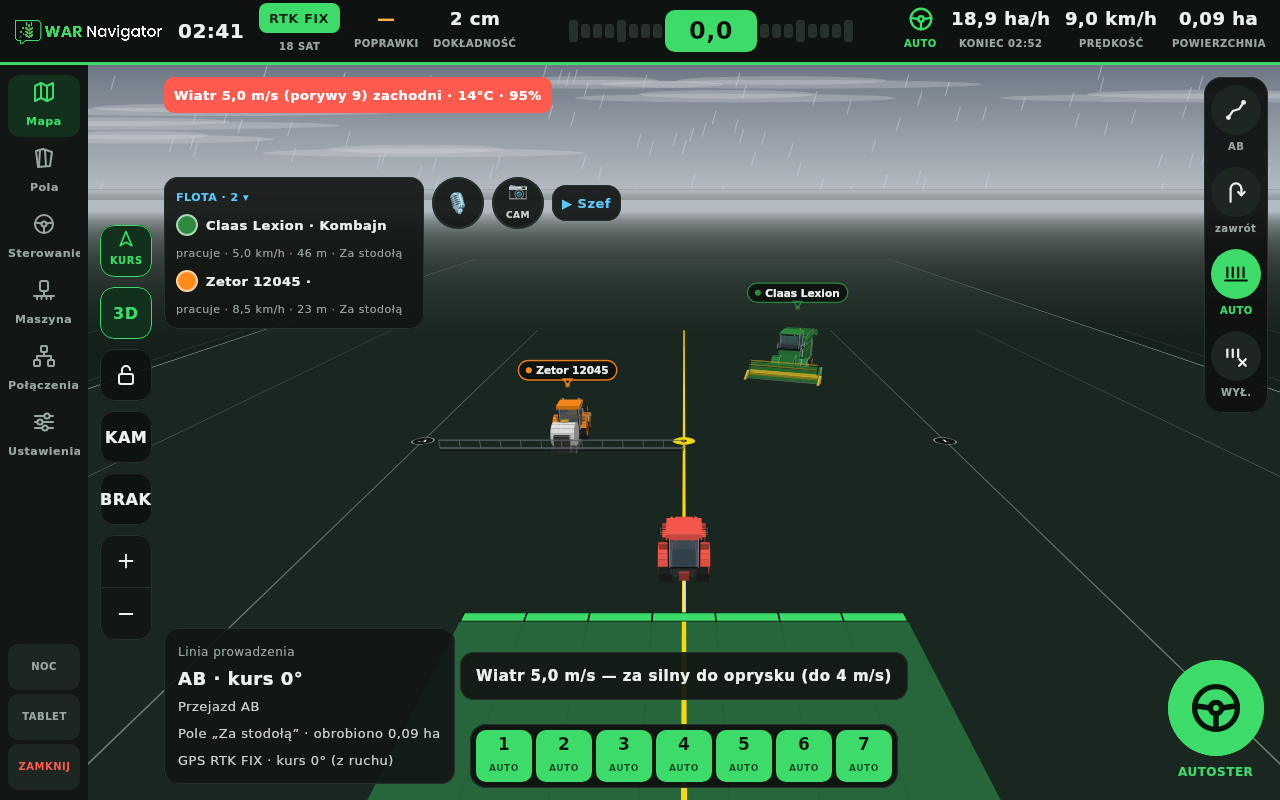 WAR Navigator
02:41
RTK FIX
18 SAT
—
POPRAWKI
2 cm
DOKŁADNOŚĆ
0,0
AUTO
18,9 ha/h
KONIEC 02:52
9,0 km/h
PRĘDKOŚĆ
0,09 ha
POWIERZCHNIA
Mapa
Pola
Sterowanie
Maszyna
Połączenia
Ustawienia
NOC
TABLET
ZAMKNIJ
Wiatr 5,0 m/s (porywy 9) zachodni · 14°C · 95%
FLOTA · 2 ▾
Claas Lexion · Kombajn
pracuje · 5,0 km/h · 46 m · Za stodołą
Zetor 12045 ·
pracuje · 8,5 km/h · 23 m · Za stodołą
CAM
▶ Szef
KURS
3D
KAM
BRAK
+
−
Claas Lexion
Zetor 12045
AB
zawrót
AUTO
WYŁ.
Linia prowadzenia
AB · kurs 0°
Przejazd AB
Pole „Za stodołą” · obrobiono 0,09 ha
GPS RTK FIX · kurs 0° (z ruchu)
Wiatr 5,0 m/s — za silny do oprysku (do 4 m/s)
1 2 3 4 5 6 7
AUTO AUTO AUTO AUTO AUTO AUTO AUTO
AUTOSTER